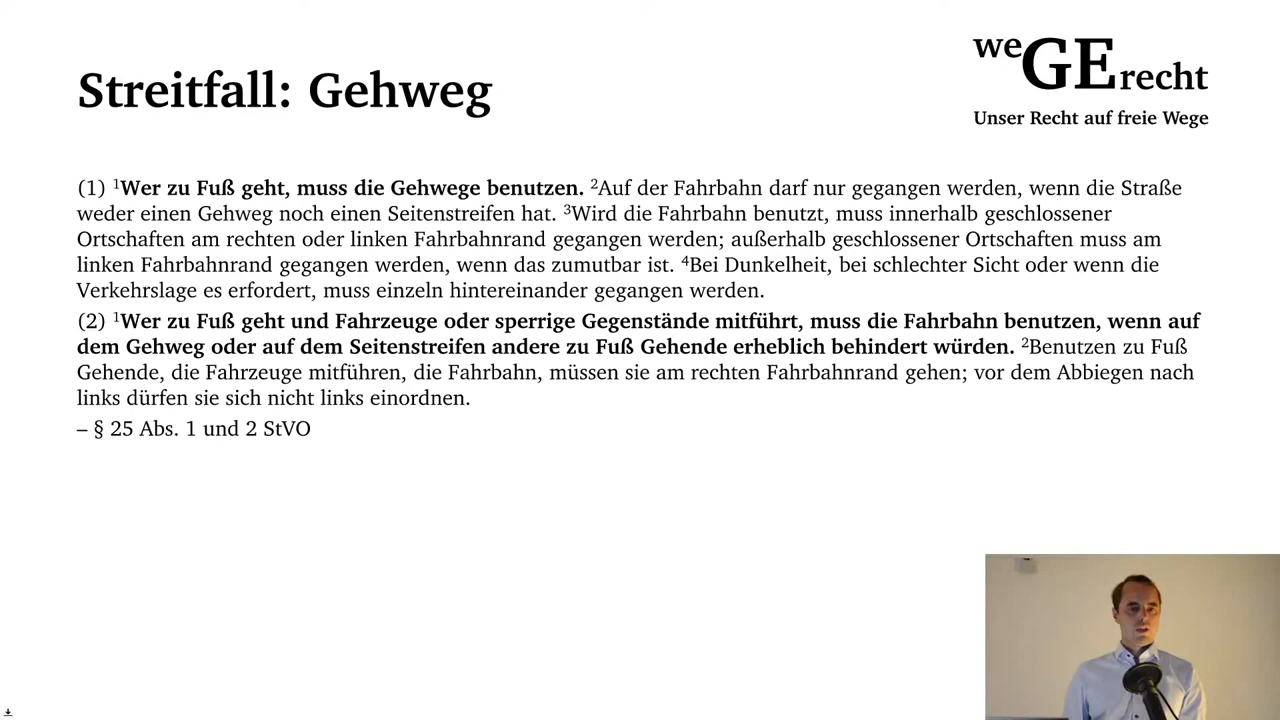 Streitfall: Gehweg
weGErecht
Unser Recht auf freie Wege
(1) ¹Wer zu Fuß geht, muss die Gehwege benutzen. ²Auf der Fahrbahn darf nur gegangen werden, wenn die Straße
weder einen Gehweg noch einen Seitenstreifen hat. ³Wird die Fahrbahn benutzt, muss innerhalb geschlossener
Ortschaften am rechten oder linken Fahrbahnrand gegangen werden; außerhalb geschlossener Ortschaften muss am
linken Fahrbahnrand gegangen werden, wenn das zumutbar ist. ⁴Bei Dunkelheit, bei schlechter Sicht oder wenn die
Verkehrslage es erfordert, muss einzeln hintereinander gegangen werden.
(2) ¹Wer zu Fuß geht und Fahrzeuge oder sperrige Gegenstände mitführt, muss die Fahrbahn benutzen, wenn auf
dem Gehweg oder auf dem Seitenstreifen andere zu Fuß Gehende erheblich behindert würden. ²Benutzen zu Fuß
Gehende, die Fahrzeuge mitführen, die Fahrbahn, müssen sie am rechten Fahrbahnrand gehen; vor dem Abbiegen nach
links dürfen sie sich nicht links einordnen.
– § 25 Abs. 1 und 2 StVO